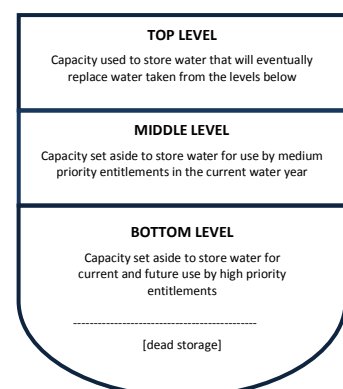 TOP LEVEL
Capacity used to store water that will eventually
replace water taken from the levels below
MIDDLE LEVEL
Capacity set aside to store water for use by medium
priority entitlements in the current water year
BOTTOM LEVEL
Capacity set aside to store water for
current and future use by high priority
entitlements
[dead storage]